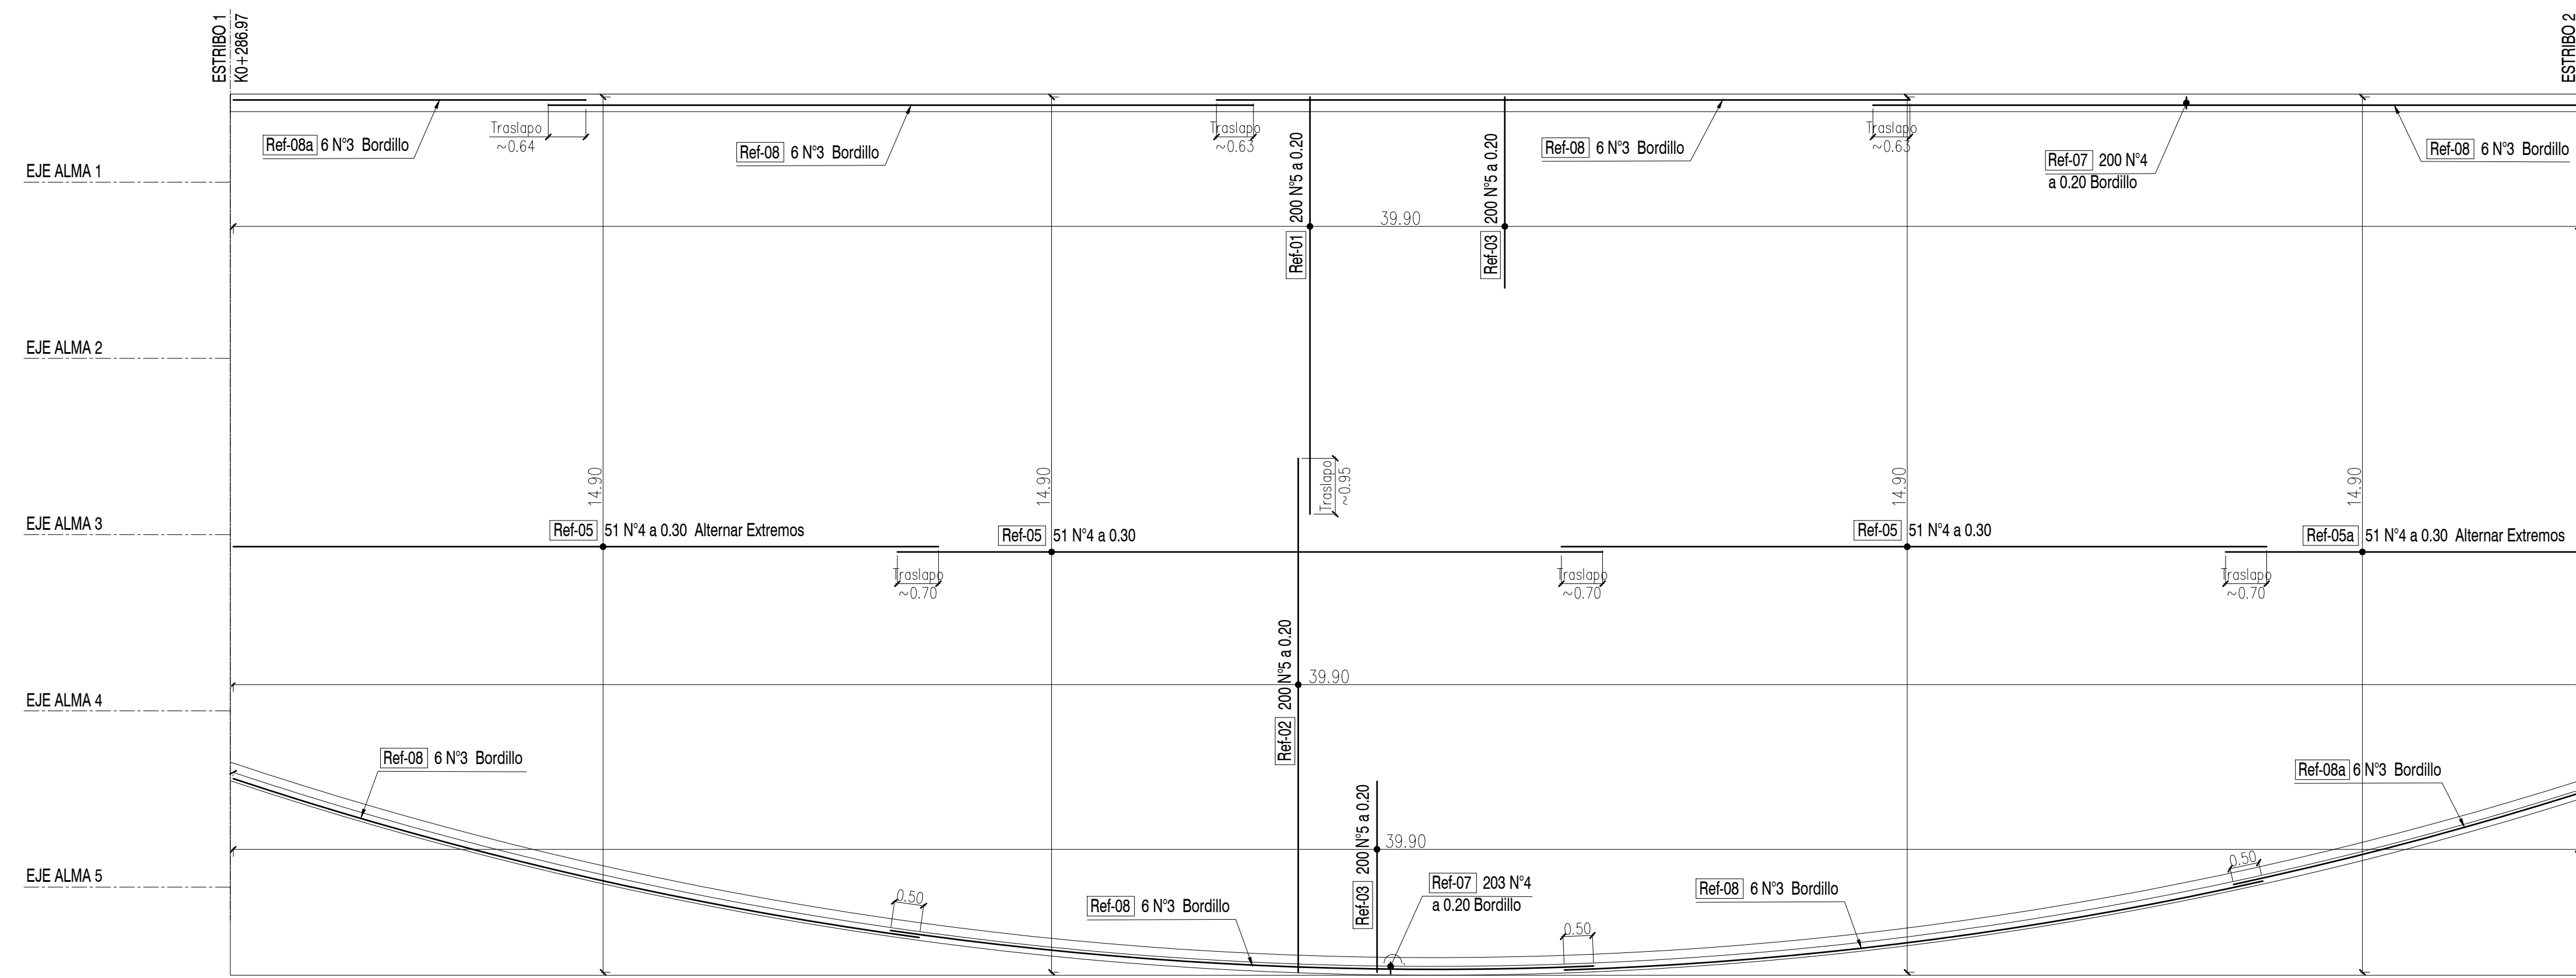 ESTRIBO 1
K0+286.97
ESTRIBO 2
Ref-08a 6 N°3 Bordillo
Traslapo
~0.64
Ref-08 6 N°3 Bordillo
Traslapo
~0.63
Ref-08 6 N°3 Bordillo
Traslapo
~0.63
Ref-07 200 N°4
a 0.20 Bordillo
Ref-08 6 N°3 Bordillo
EJE ALMA 1
Ref-01 200 N°5 a 0.20
39.90
Ref-03 200 N°5 a 0.20
EJE ALMA 2
14.90
14.90
Traslapo
~0.95
14.90
14.90
EJE ALMA 3
Ref-05 51 N°4 a 0.30 Alternar Extremos
Ref-05 51 N°4 a 0.30
Ref-05 51 N°4 a 0.30
Ref-05a 51 N°4 a 0.30 Alternar Extremos
Traslapo
~0.70
Traslapo
~0.70
Traslapo
~0.70
Ref-02 200 N°5 a 0.20
39.90
EJE ALMA 4
Ref-08 6 N°3 Bordillo
Ref-08a 6 N°3 Bordillo
Ref-03 200 N°5 a 0.20
39.90
EJE ALMA 5
0.50
Ref-08 6 N°3 Bordillo
Ref-07 203 N°4
a 0.20 Bordillo
0.50
Ref-08 6 N°3 Bordillo
0.50